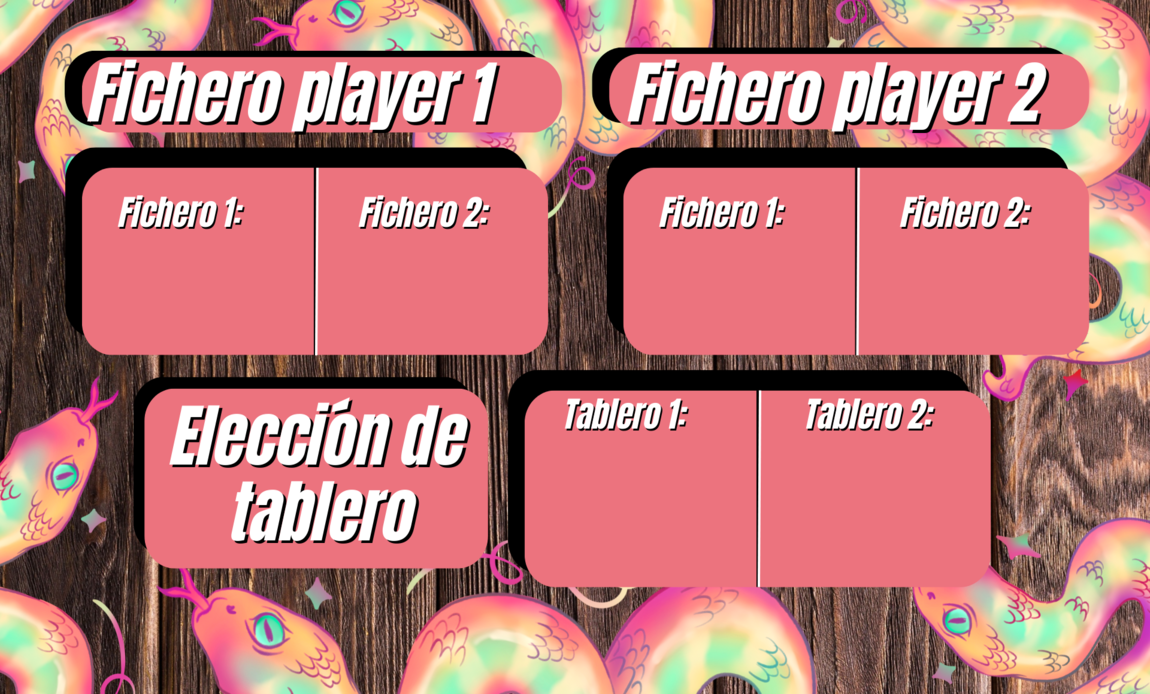 Fichero player 1
Fichero player 2
Fichero 1:
Fichero 2:
Fichero 1:
Fichero 2:
Elección de
tablero
Tablero 1:
Tablero 2: